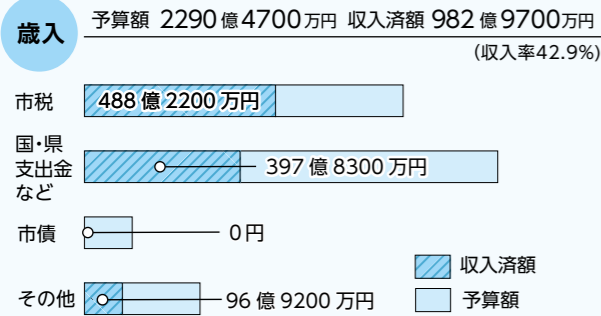 歳入
予算額 2290億4700万円 収入済額 982億9700万円
(収入率42.9%)
市税
488億2200万円
国・県
支出金
など
397億8300万円
市債
0円
その他
96億9200万円
収入済額
予算額